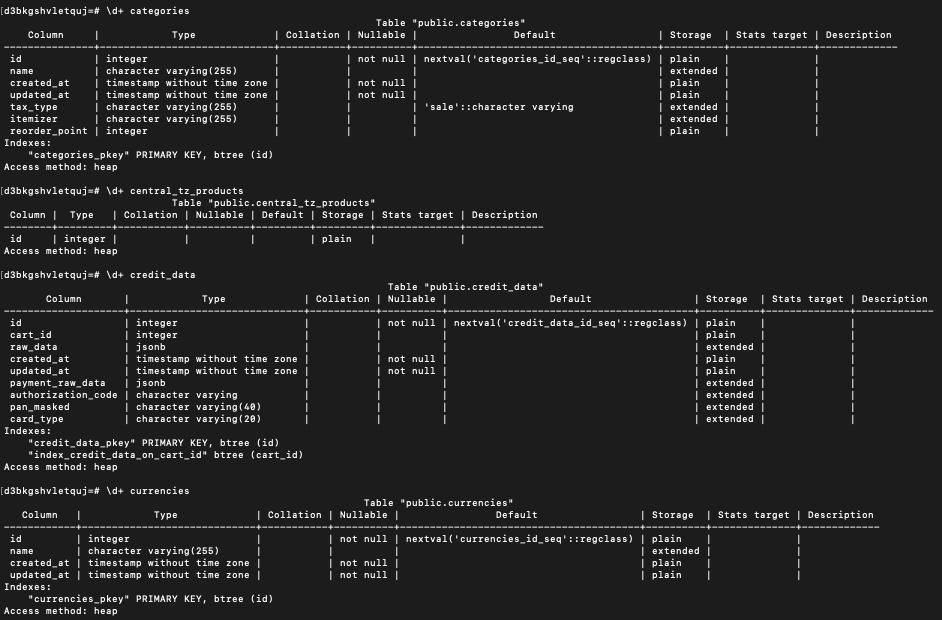 [d3bkgshvletquj=# \d+ categories
                                                              Table "public.categories"
    Column     |            Type             | Collation | Nullable |                Default                 | Storage  | Stats target | Description
---------------+-----------------------------+-----------+----------+----------------------------------------+----------+--------------+-------------
 id            | integer                     |           | not null | nextval('categories_id_seq'::regclass) | plain    |              |
 name          | character varying(255)      |           |          |                                        | extended |              |
 created_at    | timestamp without time zone |           | not null |                                        | plain    |              |
 updated_at    | timestamp without time zone |           | not null |                                        | plain    |              |
 tax_type      | character varying(255)      |           |          | 'sale'::character varying              | extended |              |
 itemizer      | character varying(255)      |           |          |                                        | extended |              |
 reorder_point | integer                     |           |          |                                        | plain    |              |
Indexes:
    "categories_pkey" PRIMARY KEY, btree (id)
Access method: heap
[d3bkgshvletquj=# \d+ central_tz_products
                            Table "public.central_tz_products"
 Column |  Type   | Collation | Nullable | Default | Storage | Stats target | Description
--------+---------+-----------+----------+---------+---------+--------------+-------------
 id     | integer |           |          |         | plain   |              |
Access method: heap
[d3bkgshvletquj=# \d+ credit_data
                                                                Table "public.credit_data"
       Column       |            Type             | Collation | Nullable |                 Default                 | Storage  | Stats target | Description
--------------------+-----------------------------+-----------+----------+-----------------------------------------+----------+--------------+-------------
 id                 | integer                     |           | not null | nextval('credit_data_id_seq'::regclass) | plain    |              |
 cart_id            | integer                     |           |          |                                         | plain    |              |
 raw_data           | jsonb                       |           |          |                                         | extended |              |
 created_at         | timestamp without time zone |           | not null |                                         | plain    |              |
 updated_at         | timestamp without time zone |           | not null |                                         | plain    |              |
 payment_raw_data   | jsonb                       |           |          |                                         | extended |              |
 authorization_code | character varying           |           |          |                                         | extended |              |
 pan_masked         | character varying(40)       |           |          |                                         | extended |              |
 card_type          | character varying(20)       |           |          |                                         | extended |              |
Indexes:
    "credit_data_pkey" PRIMARY KEY, btree (id)
    "index_credit_data_on_cart_id" btree (cart_id)
Access method: heap
[d3bkgshvletquj=# \d+ currencies
                                                            Table "public.currencies"
   Column   |            Type             | Collation | Nullable |                Default                 | Storage  | Stats target | Description
------------+-----------------------------+-----------+----------+----------------------------------------+----------+--------------+-------------
 id         | integer                     |           | not null | nextval('currencies_id_seq'::regclass) | plain    |              |
 name       | character varying(255)      |           |          |                                        | extended |              |
 created_at | timestamp without time zone |           | not null |                                        | plain    |              |
 updated_at | timestamp without time zone |           | not null |                                        | plain    |              |
Indexes:
    "currencies_pkey" PRIMARY KEY, btree (id)
Access method: heap